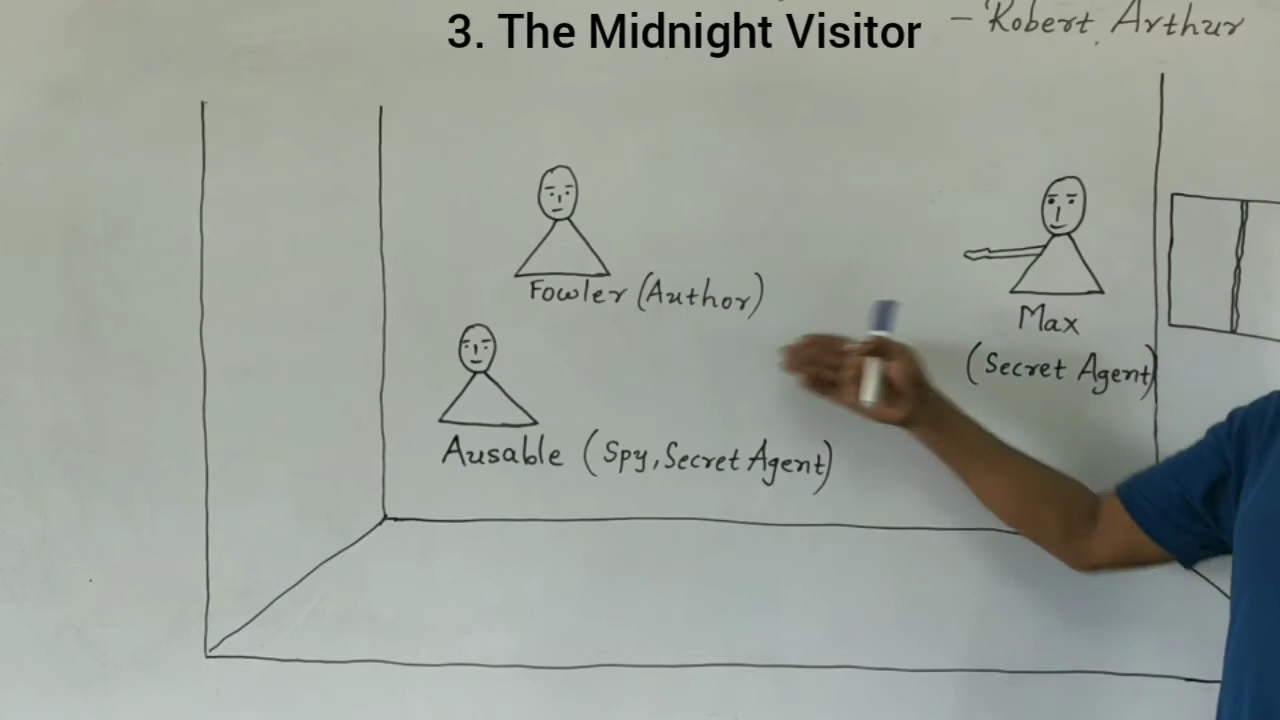 3. The Midnight Visitor - Robert Arthur
Fowler (Author)
Max
(Secret Agent)
Ausable (Spy, Secret Agent)